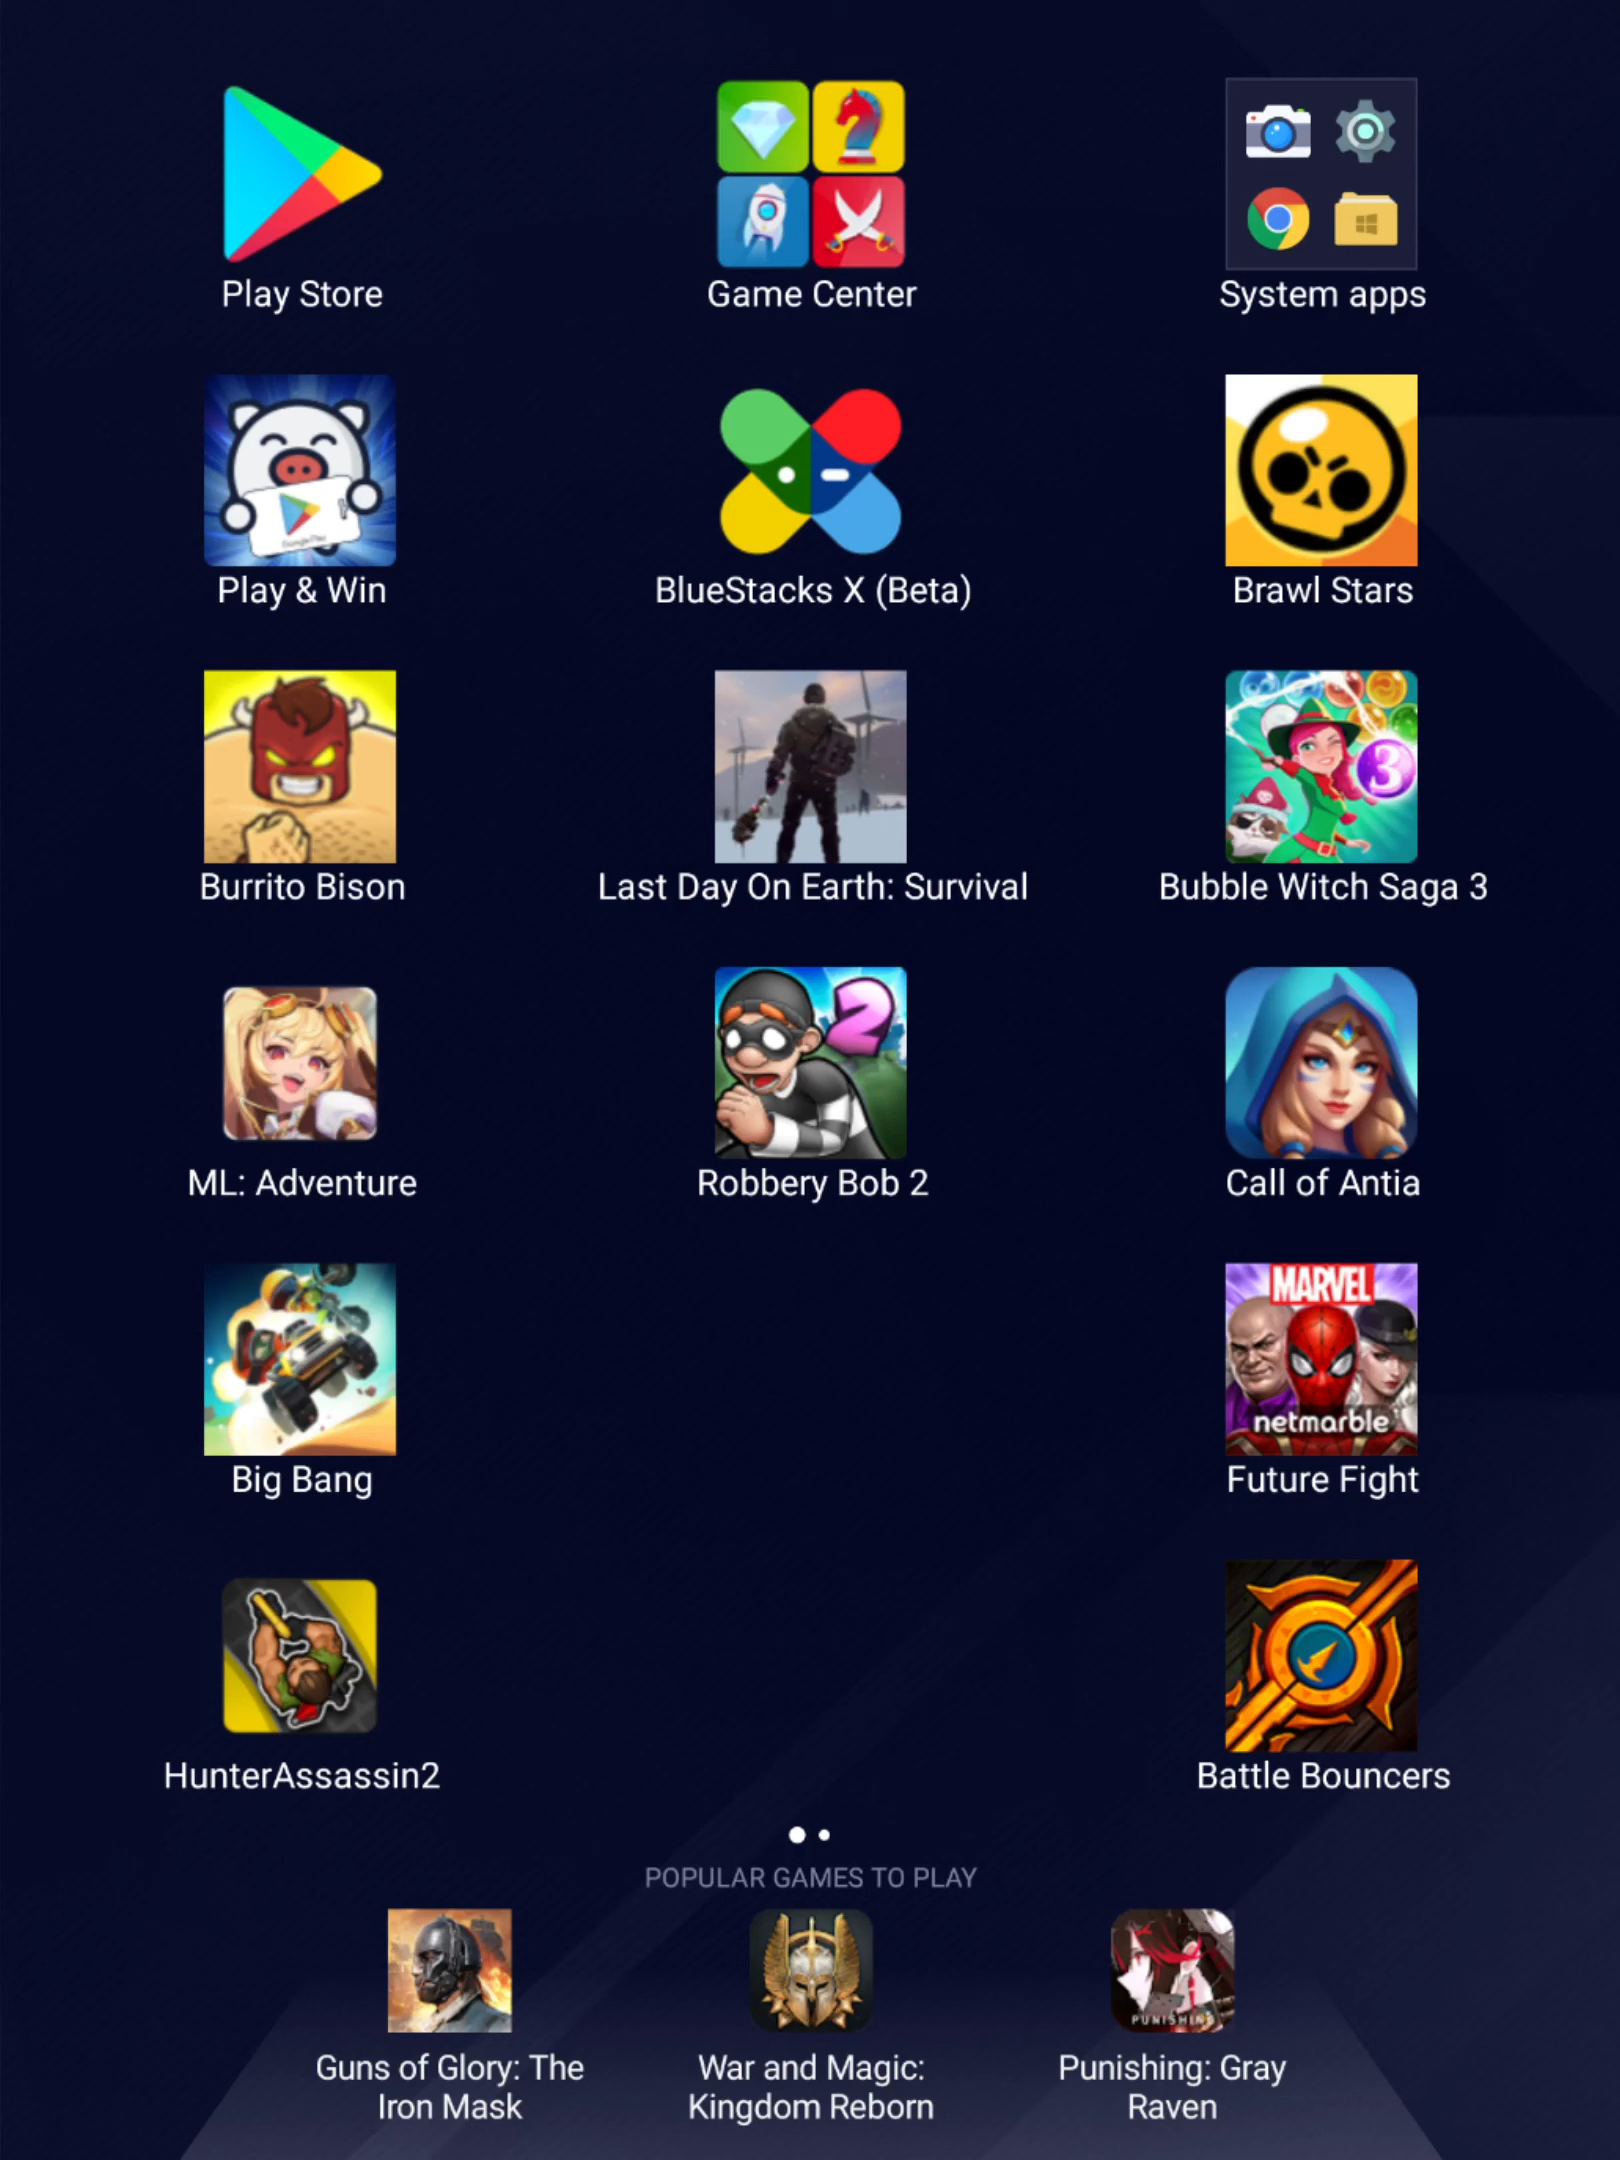 Play Store
Game Center
System apps
Play & Win
BlueStacks X (Beta)
Brawl Stars
Burrito Bison
Last Day On Earth: Survival
3
Bubble Witch Saga 3
ML: Adventure
2
Robbery Bob 2
Call of Antia
Big Bang
MARVEL
netmarble
Future Fight
HunterAssassin2
Battle Bouncers
POPULAR GAMES TO PLAY
Guns of Glory: The
Iron Mask
War and Magic:
Kingdom Reborn
PUNISHING
Punishing: Gray
Raven